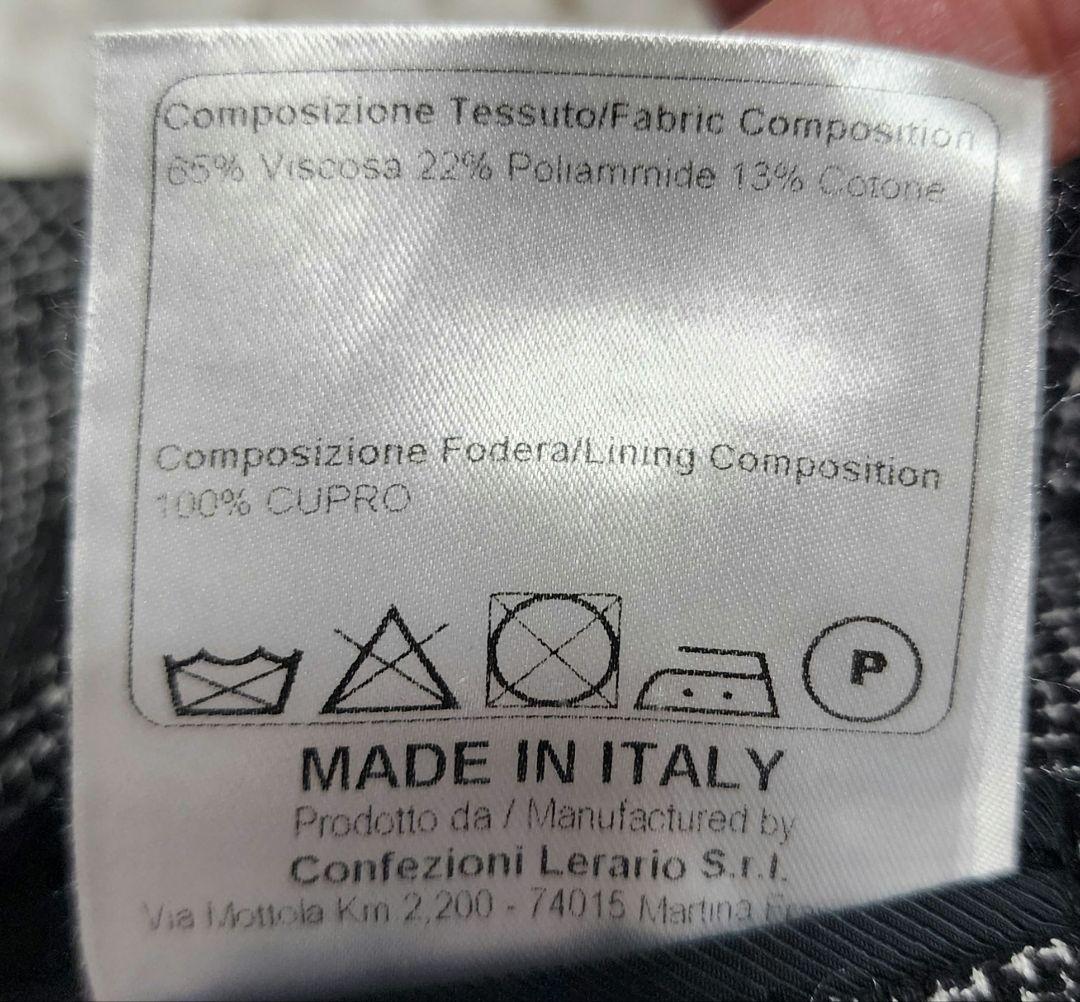 Composizione Tessuto/Fabric Composition
65% Viscosa 22% Poliammide 13% Cotone
Composizione Fodera/Lining Composition
100% CUPRO
P
MADE IN ITALY
Prodotto da / Manufactured by
Confezioni Lerario S.r.l.
Via Mottola Km 2,200 - 74015 Martina